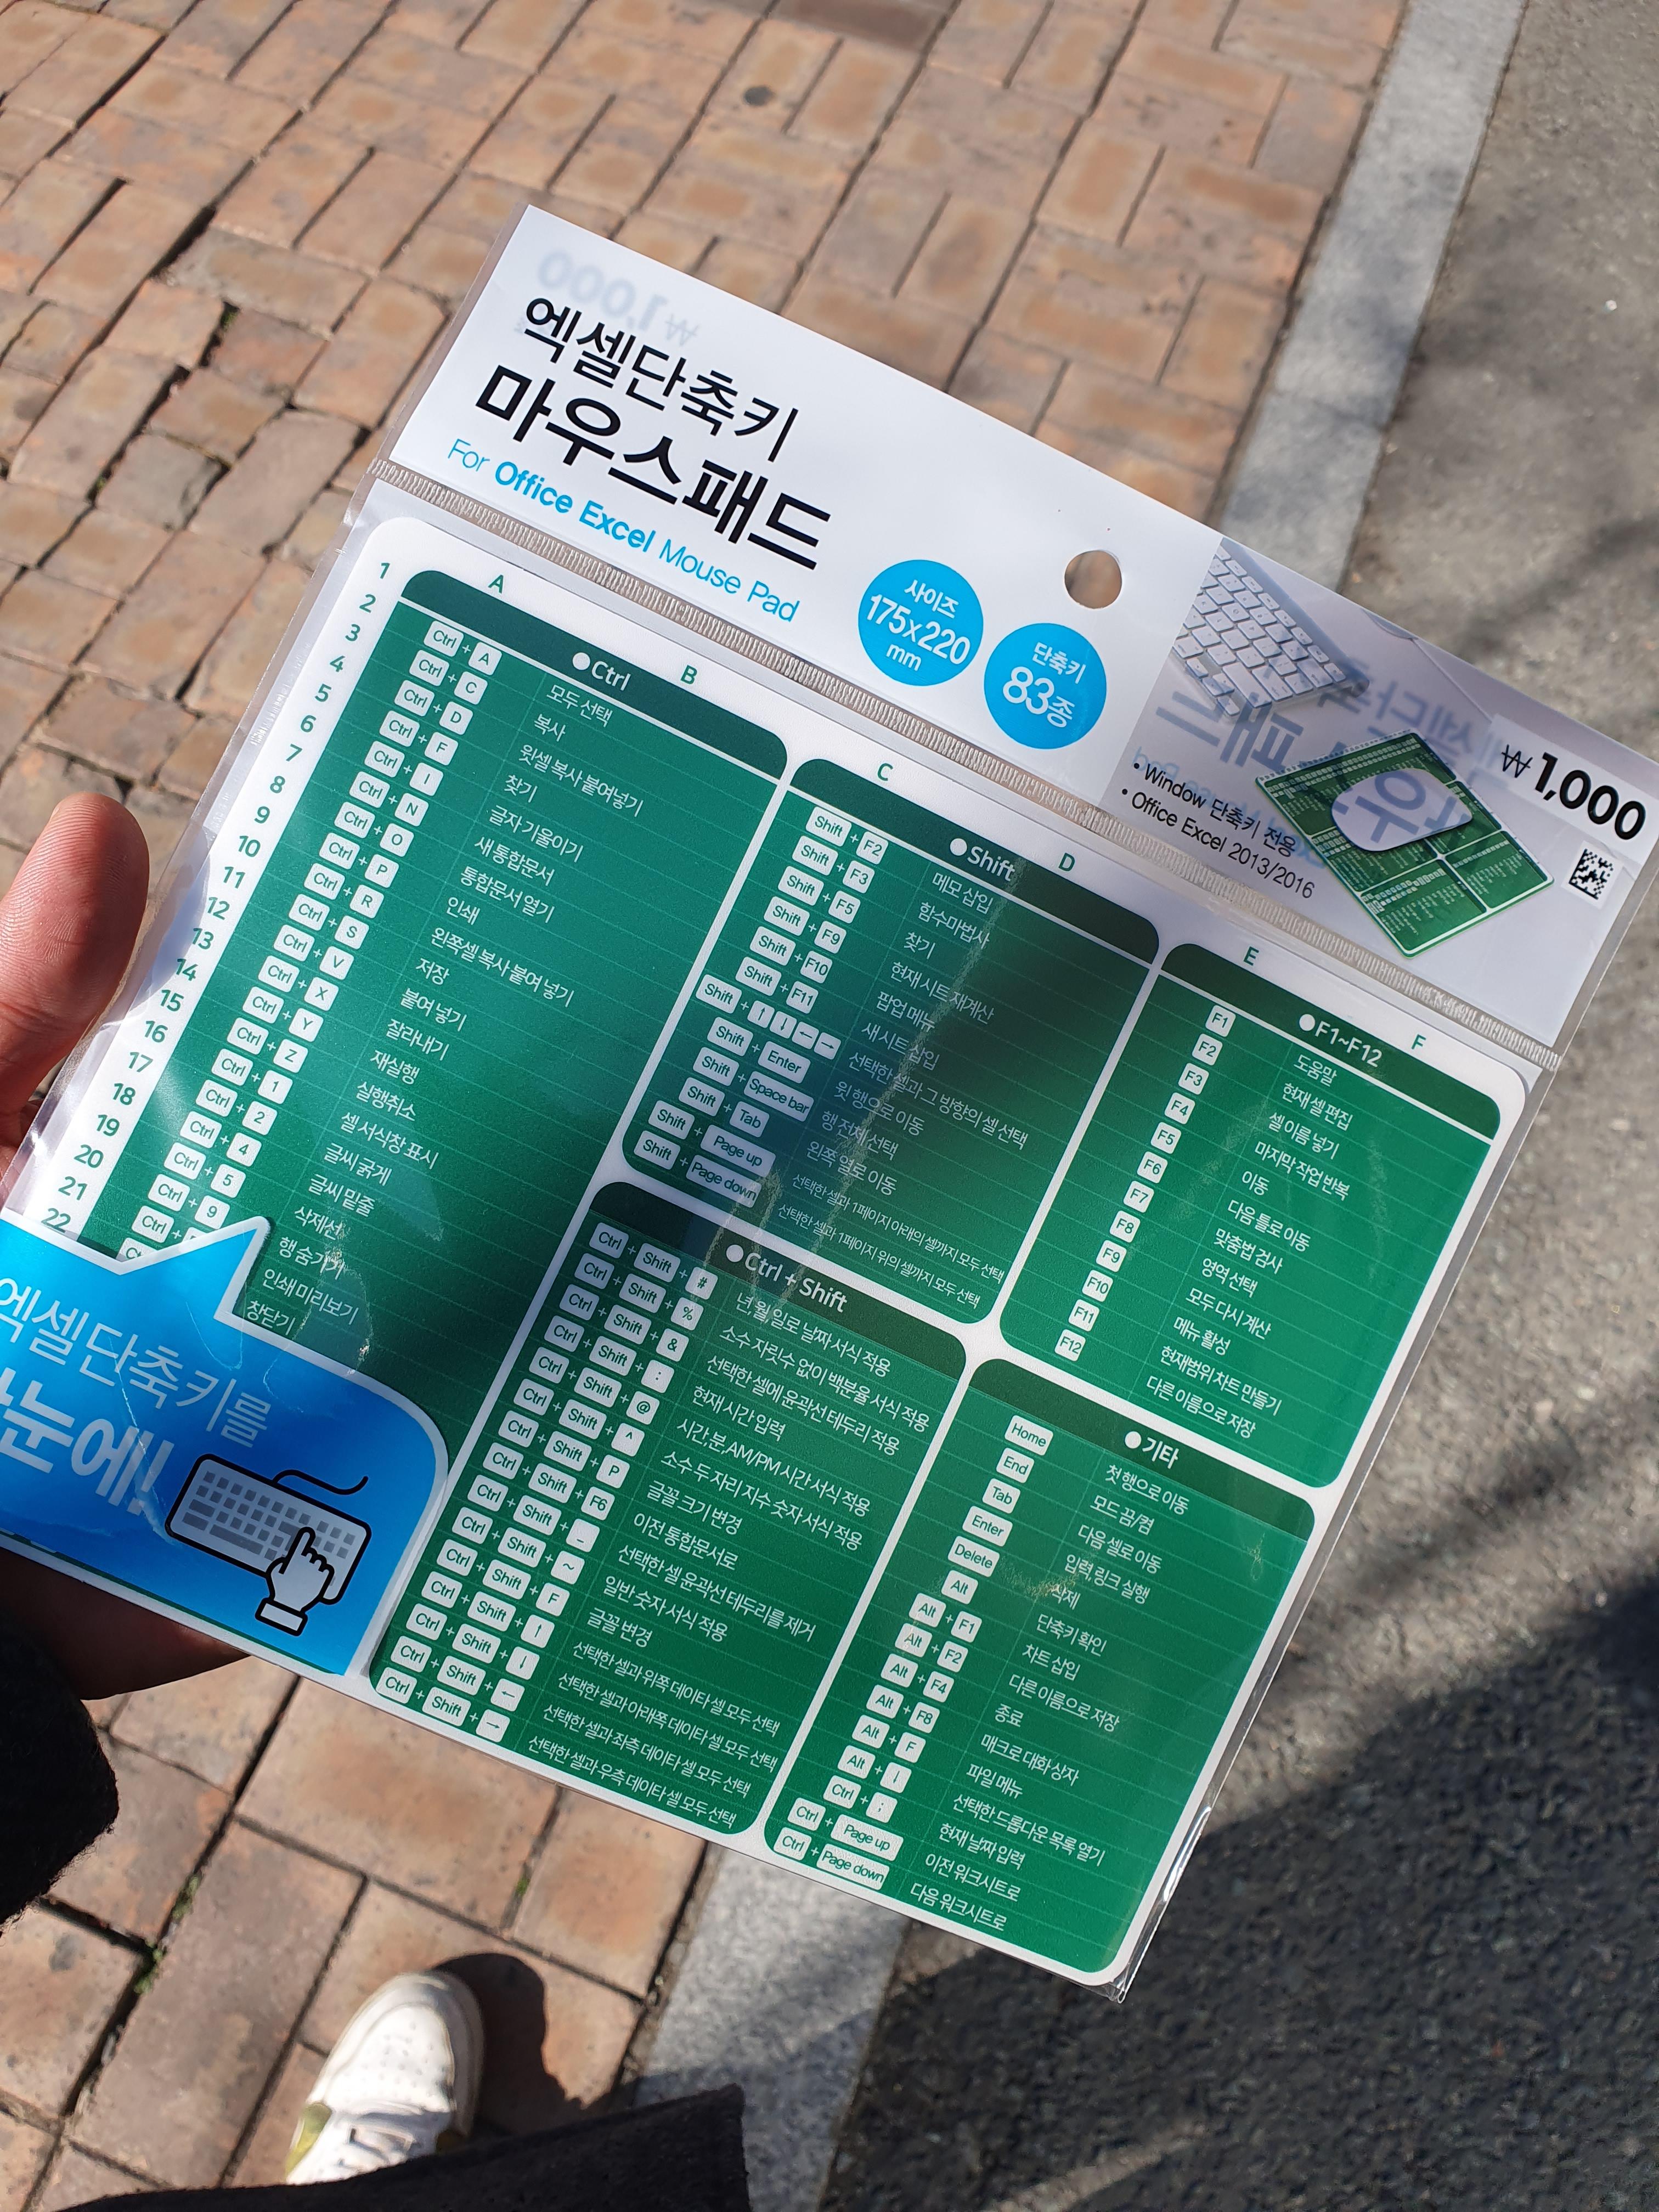 엑셀단축키
마우스패드
For Office Excel Mouse Pad
사이즈
175x220
mm
단축키
83종
₩1,000
• Window 단축키 전용
• Office Excel 2013/2016
A
B
C
D
E
F
1
2
3
4
5
6
7
8
9
10
11
12
13
14
15
16
17
18
19
20
21
22
●Ctrl
Ctrl + A 모두 선택
Ctrl + C 복사
Ctrl + D 윗셀 복사 붙여넣기
Ctrl + F 찾기
Ctrl + I 글자 기울이기
Ctrl + N 새 통합문서
Ctrl + O 통합문서 열기
Ctrl + P 인쇄
Ctrl + R 왼쪽셀 복사 붙여 넣기
Ctrl + S 저장
Ctrl + V 붙여 넣기
Ctrl + X 잘라내기
Ctrl + Y 재실행
Ctrl + Z 실행취소
Ctrl + 1 셀 서식창 표시
Ctrl + 2 글씨 굵게
Ctrl + 4 글씨 밑줄
Ctrl + 5 삭제선
Ctrl + 9 행 숨기기
Ctrl + 인쇄 미리보기
창닫기
●Shift
Shift + F2 메모 삽입
Shift + F3 함수마법사
Shift + F5 찾기
Shift + F9 현재 시트 재계산
Shift + F10 팝업 메뉴
Shift + F11 새 시트 삽입
Shift + ↑ ↓ ← → 선택한 셀과 그 방향의 셀 선택
Shift + Enter 윗 행으로 이동
Shift + Space bar 행 전체 선택
Shift + Tab 왼쪽 열로 이동
Shift + Page up 선택한 셀과 1페이지 아래의 셀까지 모두 선택
Shift + Page down 선택한 셀과 1페이지 위의 셀까지 모두 선택
●Ctrl + Shift
Ctrl + Shift + # 년 월 일로 날짜 서식 적용
Ctrl + Shift + % 소수 자릿수 없이 백분율 서식 적용
Ctrl + Shift + & 선택한 셀에 윤곽선 테두리 적용
Ctrl + Shift + : 현재 시간 입력
Ctrl + Shift + @ 시간,분,AM/PM 시간 서식 적용
Ctrl + Shift + ^ 소수 두 자리 지수 숫자 서식 적용
Ctrl + Shift + P 글꼴 크기 변경
Ctrl + Shift + F6 이전 통합문서로
Ctrl + Shift + _ 선택한 셀 윤곽선 테두리를 제거
Ctrl + Shift + ~ 일반 숫자 서식 적용
Ctrl + Shift + F 글꼴 변경
Ctrl + Shift + ↑ 선택한 셀과 위쪽 데이타 셀 모두 선택
Ctrl + Shift + ↓ 선택한 셀과 아래쪽 데이타 셀 모두 선택
Ctrl + Shift + ← 선택한 셀과 좌측 데이타 셀 모두 선택
Ctrl + Shift + → 선택한 셀과 우측 데이타 셀 모두 선택
●F1~F12
F1 도움말
F2 현재 셀 편집
F3 셀 이름 넣기
F4 마지막 작업 반복
F5 이동
F6 다음 틀로 이동
F7 맞춤법 검사
F8 영역 선택
F9 모두 다시 계산
F10 메뉴 활성
F11 현재범위 차트 만들기
F12 다른 이름으로 저장
●기타
Home 첫 행으로 이동
End 모드 끔/켬
Tab 다음 셀로 이동
Enter 입력,링크 실행
Delete 삭제
Alt 단축키 확인
Alt + F1 차트 삽입
Alt + F2 다른 이름으로 저장
Alt + F4 종료
Alt + F8 매크로 대화 상자
Alt + F 파일 메뉴
Alt + ↓ 선택한 드롭다운 목록 열기
Ctrl + ; 현재 날짜 입력
Ctrl + Page up 이전 워크시트로
Ctrl + Page down 다음 워크시트로
엑셀단축키를
눈에!